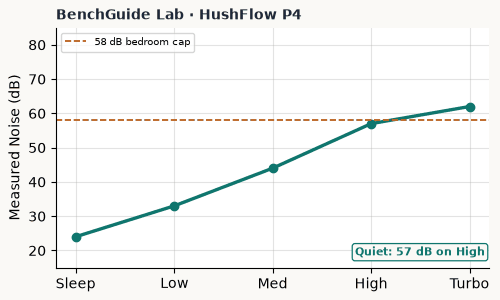 BenchGuide Lab · HushFlow P4
58 dB bedroom cap
Measured Noise (dB)
80
70
60
50
40
30
20
Quiet: 57 dB on High
Sleep Low Med High Turbo